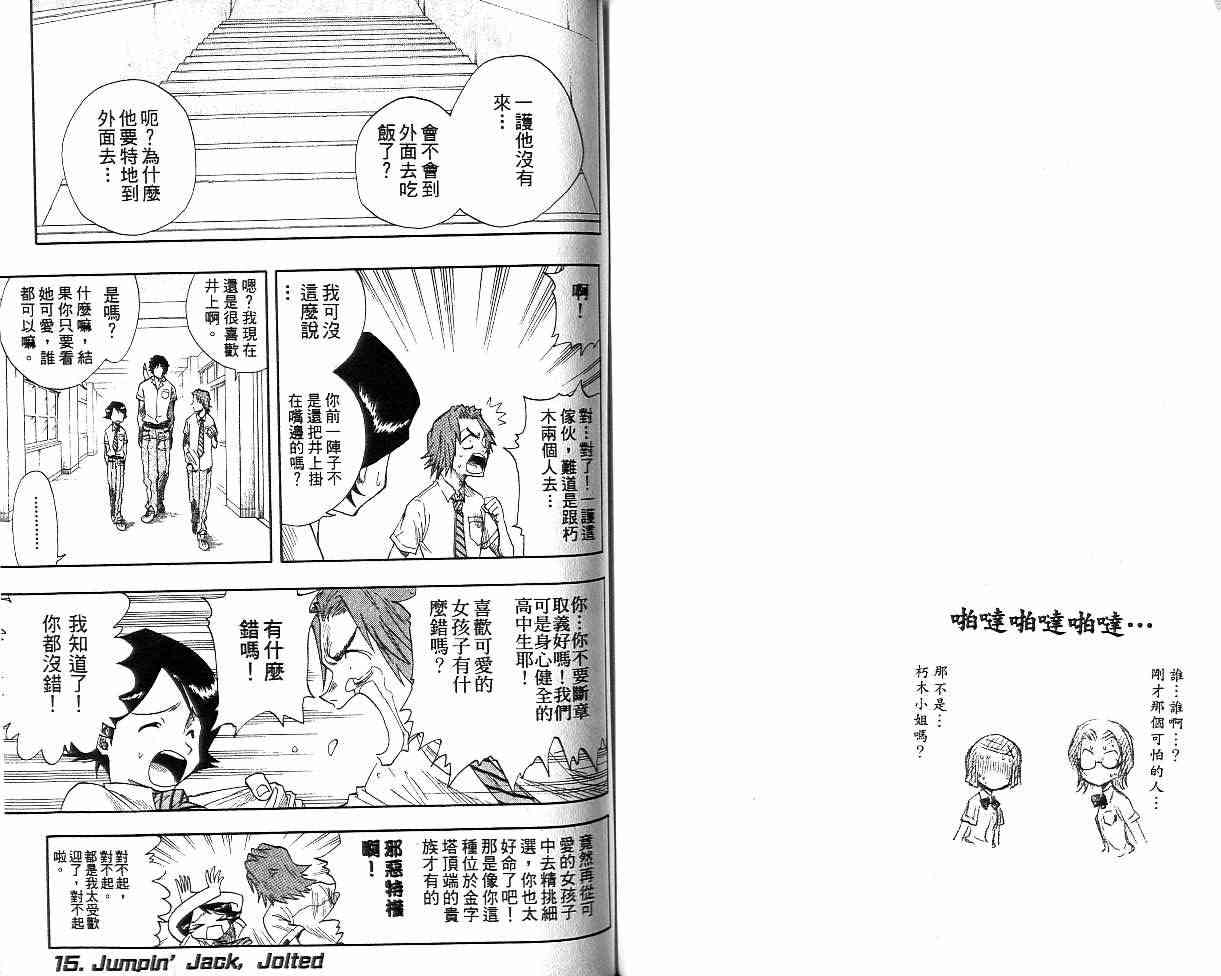 啪噠啪噠啪噠…
誰…誰啊…?
剛才那個可怕的人…
那不是…
朽木小姐嗎?
一護他沒有
來…
會不會到
外面去吃
飯了?
呃?為什麼
他要特地到
外面去…
啊!
對…對了!一護這
傢伙,難道是跟朽
木兩個人去…
我可沒
這麼說
…
你前一陣子不
是還把井上掛
在嘴邊的嗎?
嗯?我現在
還是很喜歡
井上啊。
是嗎?
什麼嘛,結
果你只要看
她可愛,誰
都可以嘛。
………
你…你不要斷章
取義好嗎!我們
可是身心健全的
高中生耶!
喜歡可愛的
女孩子有什
麼錯嗎?
有什麼
錯嗎!
我知道了!
你都沒錯!
竟然再從可
愛的女孩子
中去精挑細
選,你也太
好命了吧!
那是像你這
種位於金字
塔頂端的貴
族才有的
邪惡特權
啊!
對不起,
對不起。
都是我太受歡
迎了,對不起
啦。
15. Jumpin' Jack, Jolted